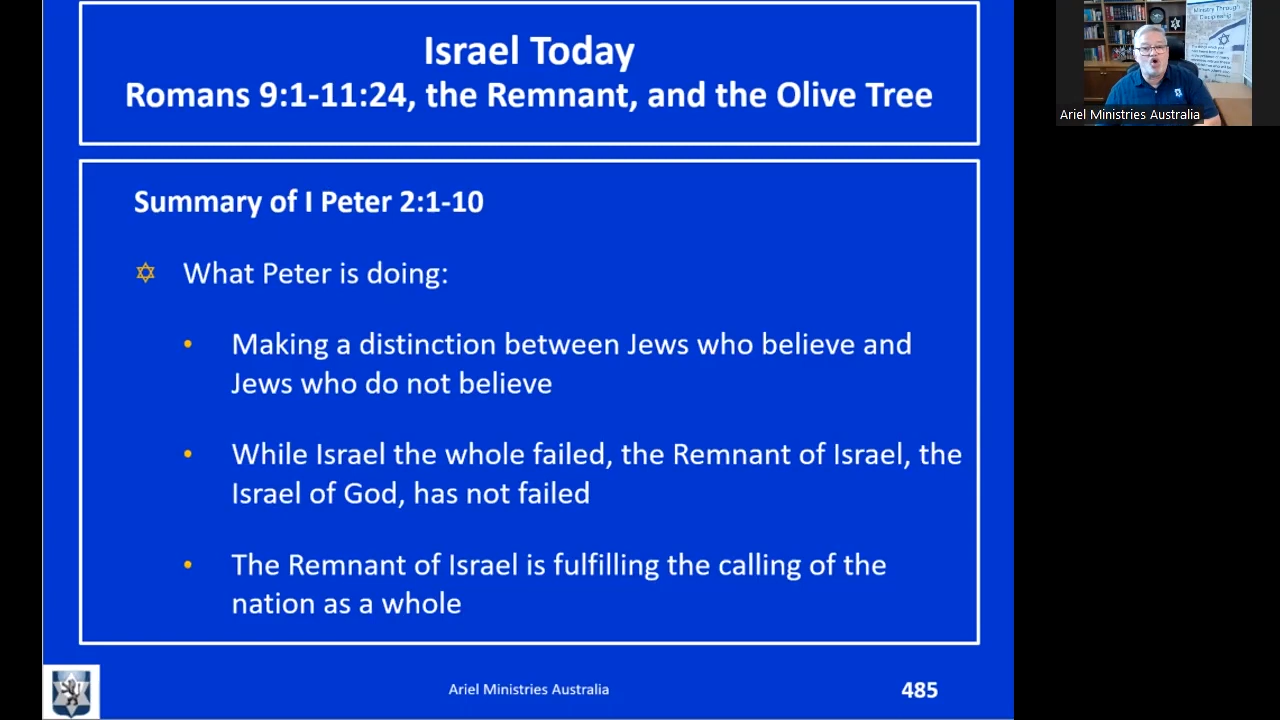 Israel Today
Romans 9:1-11:24, the Remnant, and the Olive Tree
Summary of I Peter 2:1-10
What Peter is doing:
Making a distinction between Jews who believe and
Jews who do not believe
While Israel the whole failed, the Remnant of Israel, the
Israel of God, has not failed
The Remnant of Israel is fulfilling the calling of the
nation as a whole
Ariel Ministries Australia
485
Ministry Through
Discipleship
Ariel Ministries Australia